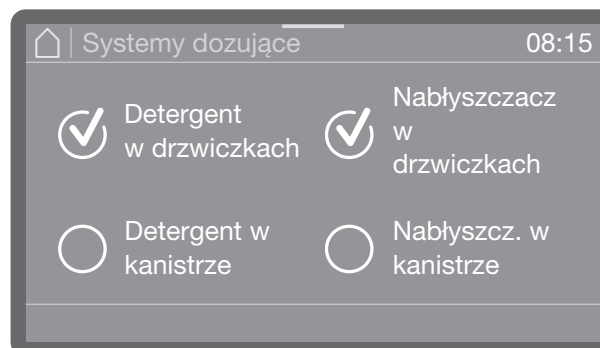 Systemy dozujące 08:15
Detergent
w drzwiczkach
Nabłyszczacz
w
drzwiczkach
Detergent w
kanistrze
Nabłyszcz. w
kanistrze